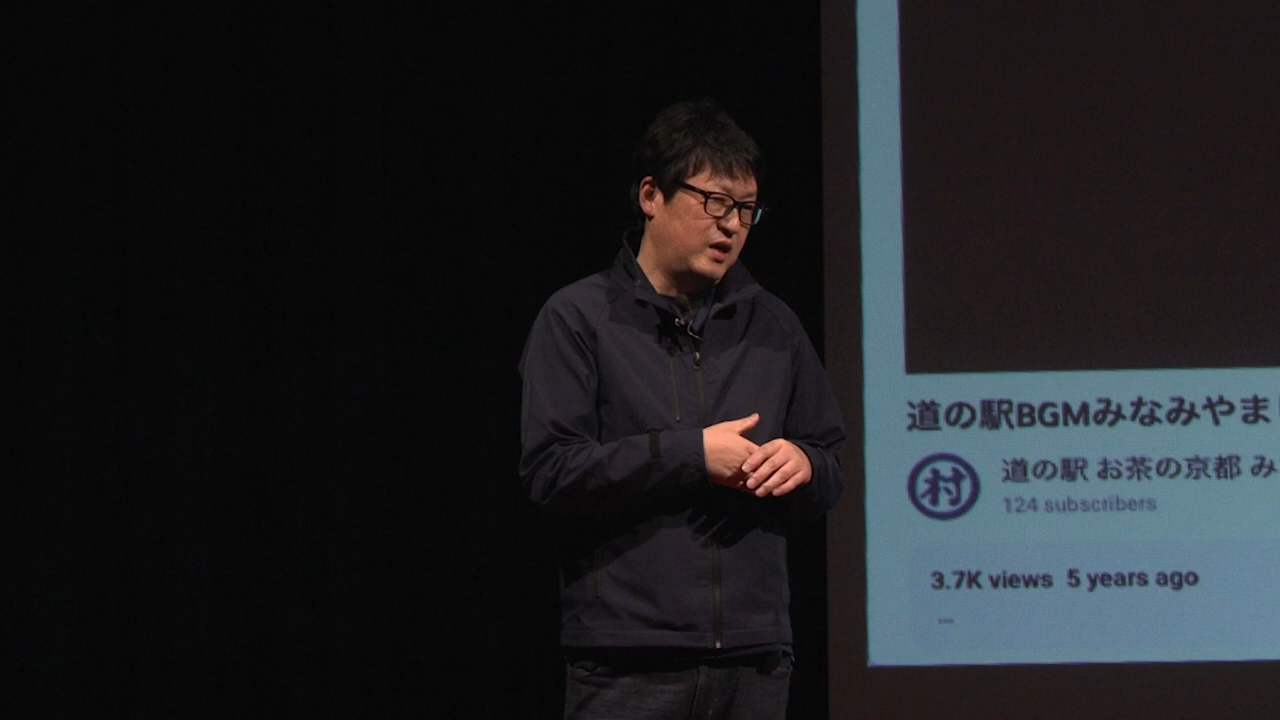 道の駅BGMみなみやま
村
道の駅 お茶の京都 み
124 subscribers
3.7K views 5 years ago
...